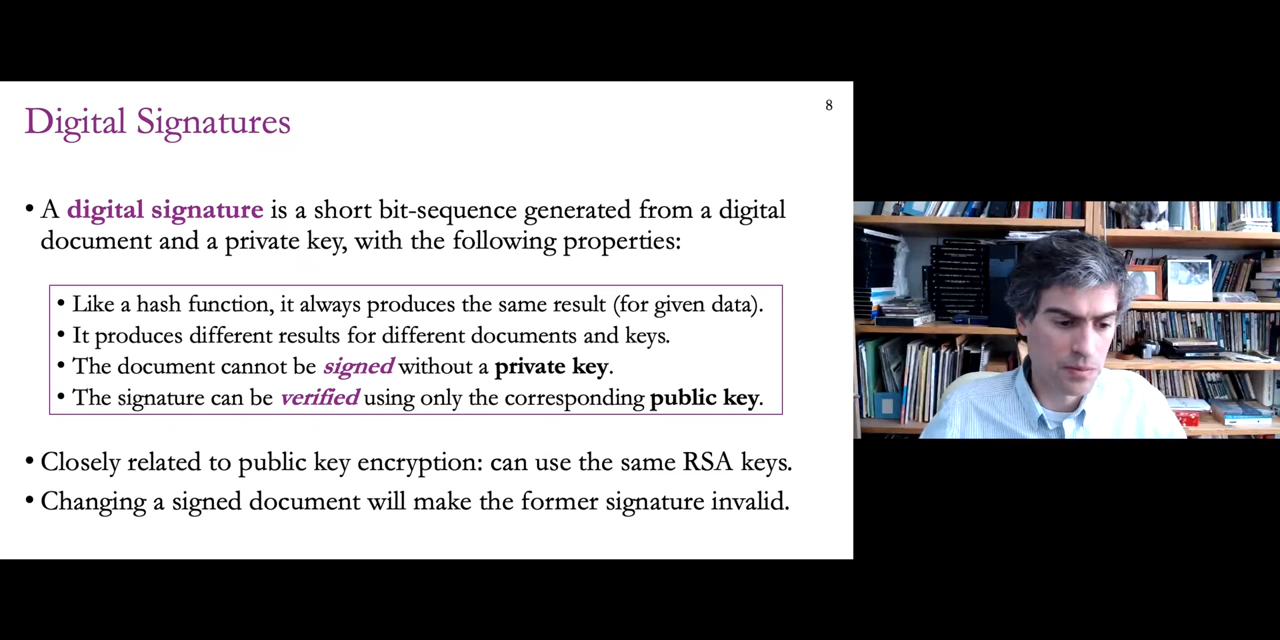 8
Digital Signatures
• A digital signature is a short bit-sequence generated from a digital
document and a private key, with the following properties:
• Like a hash function, it always produces the same result (for given data).
• It produces different results for different documents and keys.
• The document cannot be signed without a private key.
• The signature can be verified using only the corresponding public key.
• Closely related to public key encryption: can use the same RSA keys.
• Changing a signed document will make the former signature invalid.